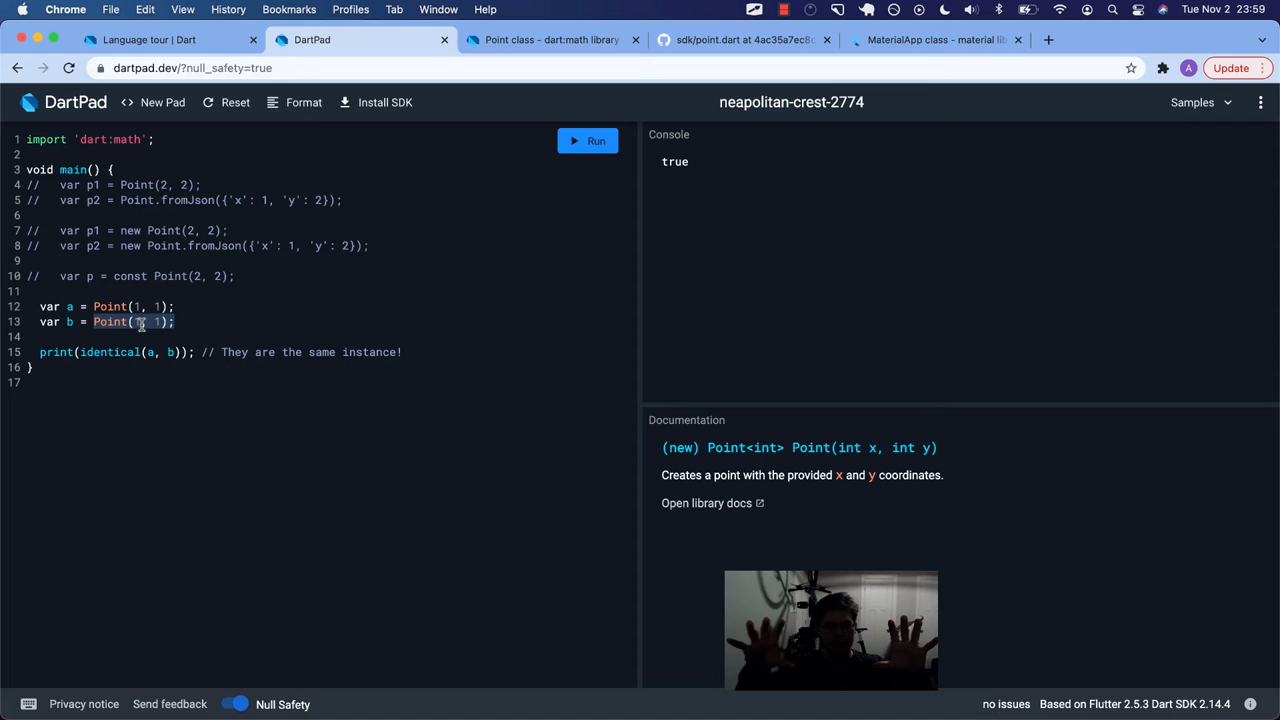 Chrome File Edit View History Bookmarks Profiles Tab Window Help Tue Nov 2 23:59
Language tour | Dart
DartPad
Point class - dart:math library
sdk/point.dart at 4ac35a7ec8
MaterialApp class - material lib
dartpad.dev/?null_safety=true
A
Update
DartPad
<> New Pad
Reset
Format
Install SDK
neapolitan-crest-2774
Samples
Run
1 import 'dart:math';
2
3 void main() {
4 // var p1 = Point(2, 2);
5 // var p2 = Point.fromJson({'x': 1, 'y': 2});
6
7 // var p1 = new Point(2, 2);
8 // var p2 = new Point.fromJson({'x': 1, 'y': 2});
9
10 // var p = const Point(2, 2);
11
12 var a = Point(1, 1);
13 var b = Point(1, 1);
14
15 print(identical(a, b)); // They are the same instance!
16 }
17
Console
true
Documentation
(new) Point<int> Point(int x, int y)
Creates a point with the provided x and y coordinates.
Open library docs
Privacy notice
Send feedback
Null Safety
no issues
Based on Flutter 2.5.3 Dart SDK 2.14.4